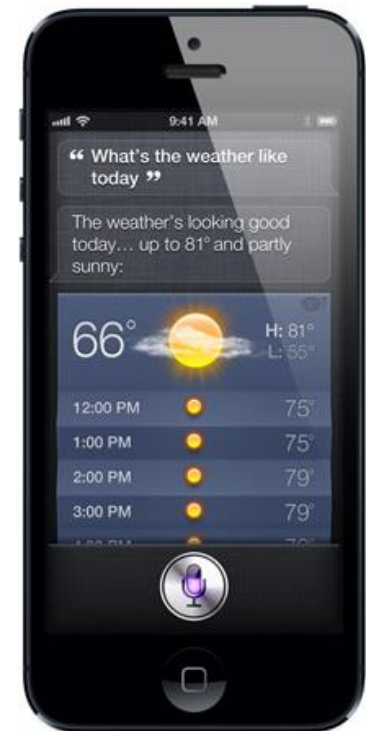 9:41 AM
“ What's the weather like
today ”
The weather's looking good
today... up to 81° and partly
sunny:
66°
H: 81°
L: 55°
12:00 PM 75°
1:00 PM 75°
2:00 PM 79°
3:00 PM 79°